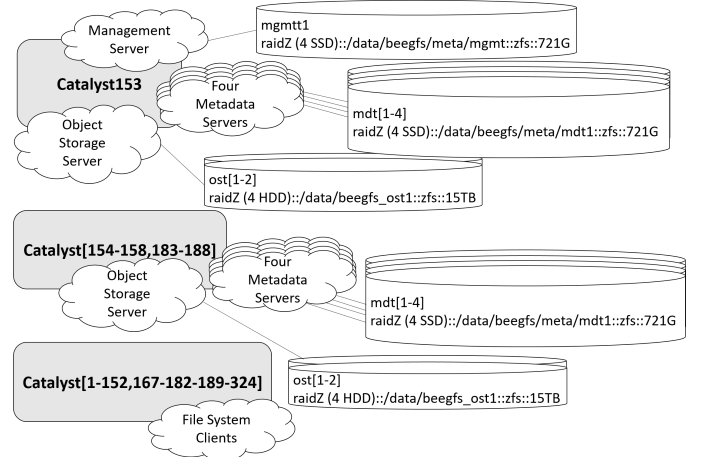 Management
Server
mgmtt1
raidZ (4 SSD)::/data/beegfs/meta/mgmt::zfs::721G
Catalyst153
Four
Metadata
Servers
mdt[1-4]
raidZ (4 SSD)::/data/beegfs/meta/mdt1::zfs::721G
Object
Storage
Server
ost[1-2]
raidZ (4 HDD)::/data/beegfs_ost1::zfs::15TB
Catalyst[154-158,183-188]
Four
Metadata
Servers
Object
Storage
Server
mdt[1-4]
raidZ (4 SSD)::/data/beegfs/meta/mdt1::zfs::721G
Catalyst[1-152,167-182-189-324]
ost[1-2]
raidZ (4 HDD)::/data/beegfs_ost1::zfs::15TB
File System
Clients